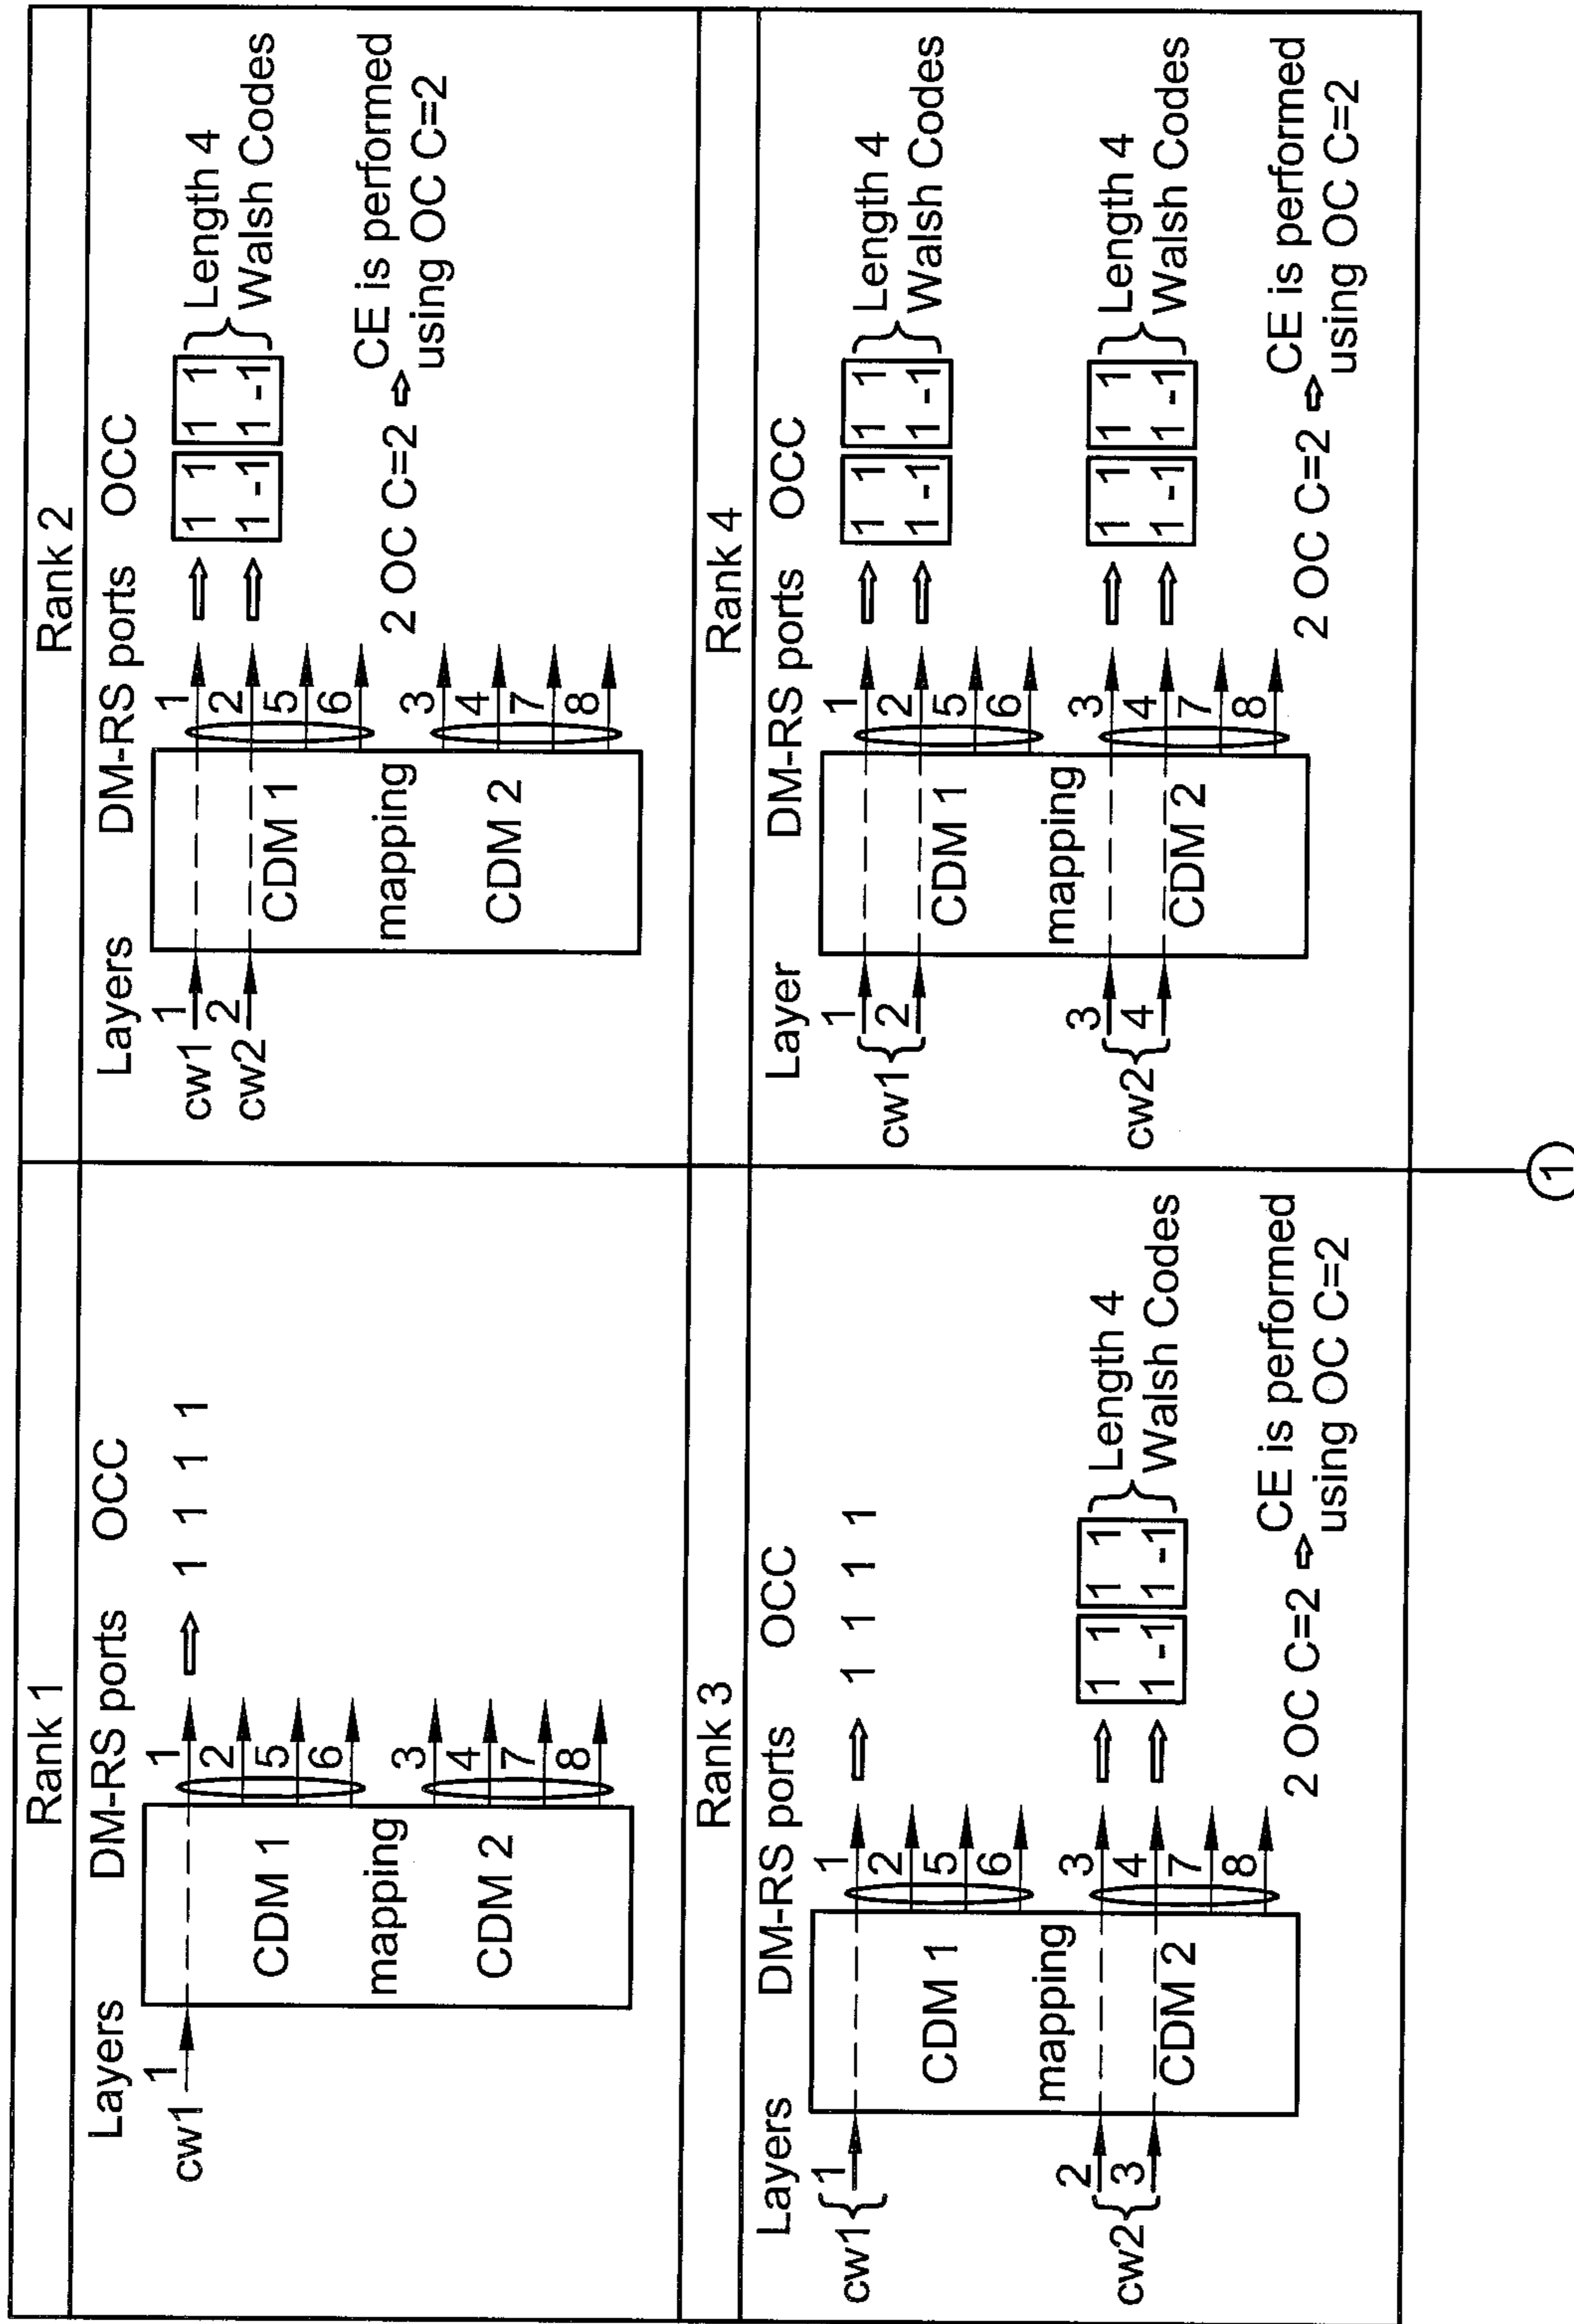 Rank 1
Layers DM-RS ports OCC
cw1 1
1 1 1 1 1
2
5
6
3
4
7
8
CDM 1
mapping
CDM 2
Rank 2
Layers DM-RS ports OCC
cw1 1
cw2 2
1
2
5
6
3
4
7
8
CDM 1
mapping
CDM 2
1 1 1 1
1 -1 1 -1
Length 4
Walsh Codes
2 OC C=2 ⇨ CE is performed
using OC C=2
Rank 3
Layers DM-RS ports OCC
cw1 { 1
cw2 { 2
3
1 1 1 1 1
2
5
6
3
4
7
8
CDM 1
mapping
CDM 2
1 1 1 1
1 -1 1 -1
Length 4
Walsh Codes
2 OC C=2 ⇨ CE is performed
using OC C=2
Rank 4
Layer DM-RS ports OCC
cw1 { 1
2
cw2 { 3
4
1
2
5
6
3
4
7
8
CDM 1
mapping
CDM 2
1 1 1 1
1 -1 1 -1
Length 4
Walsh Codes
1 1 1 1
1 -1 1 -1
Length 4
Walsh Codes
2 OC C=2 ⇨ CE is performed
using OC C=2
1